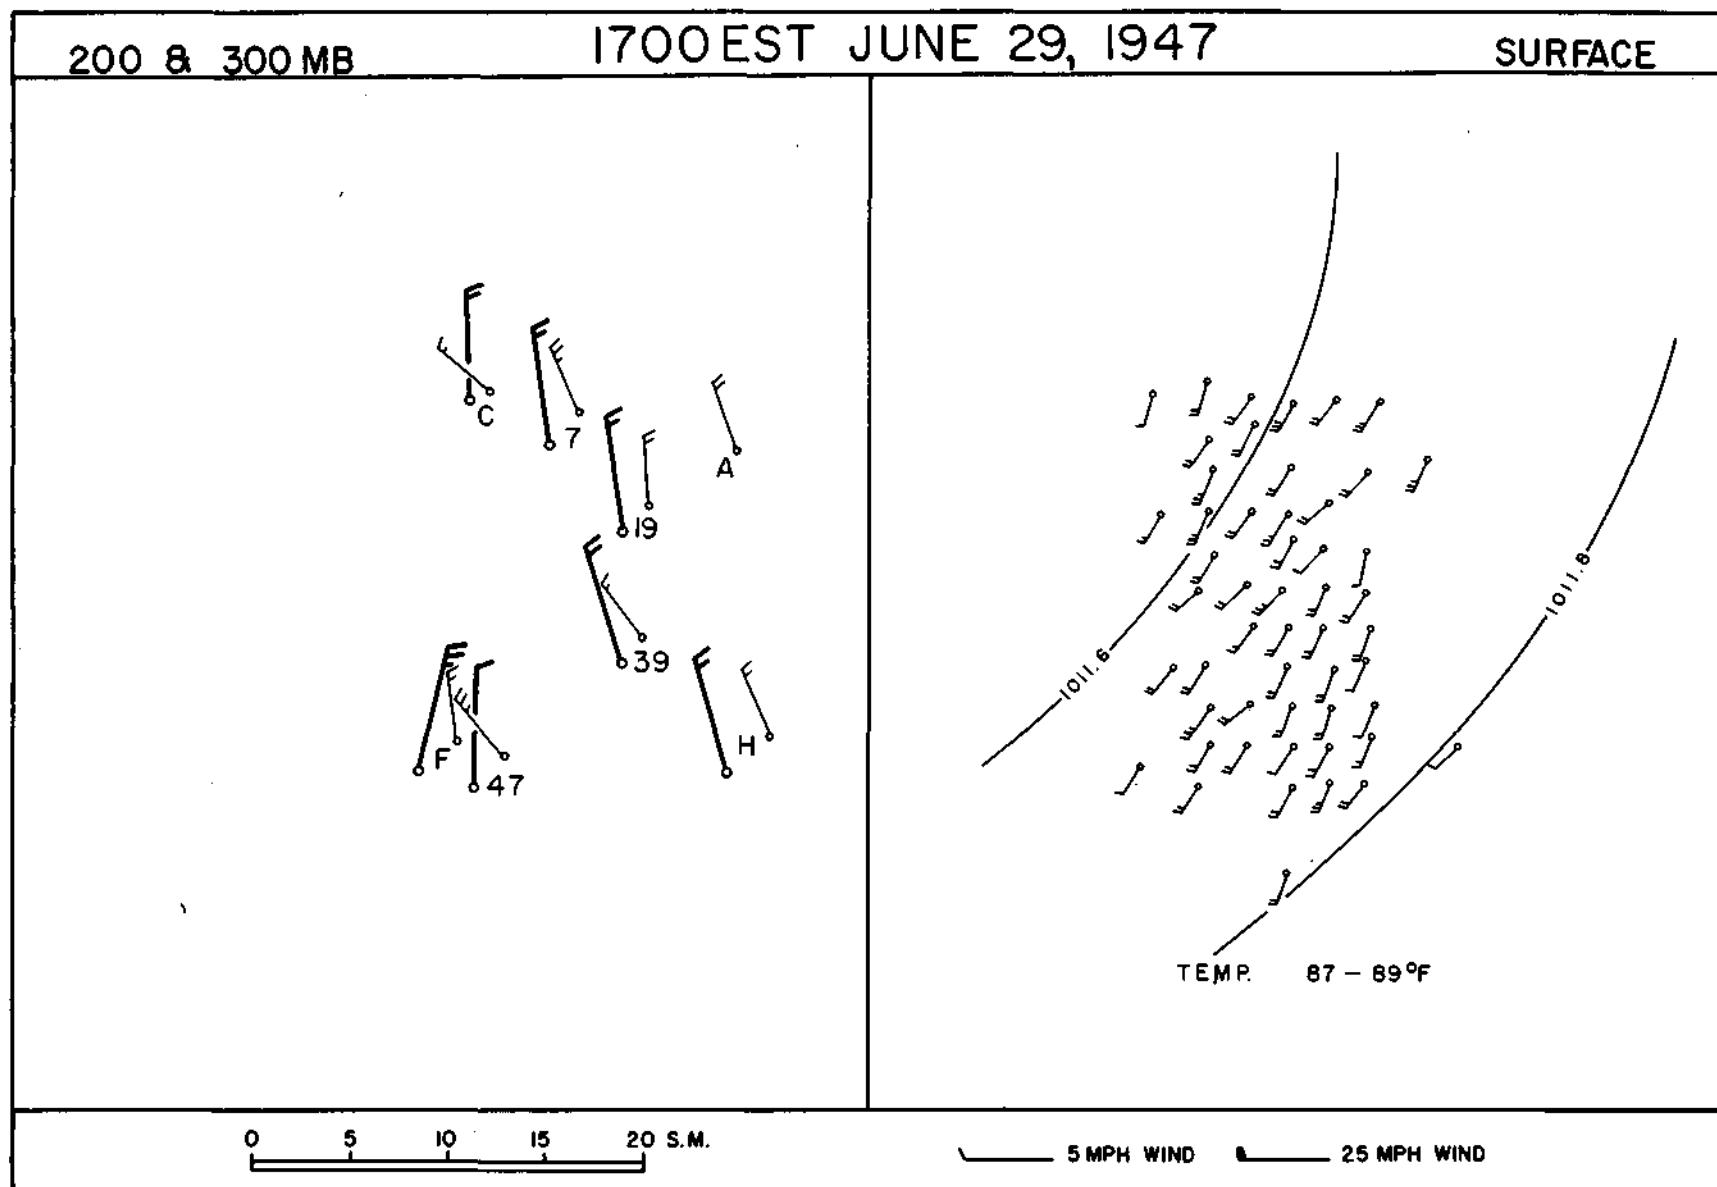 200 & 300 MB
1700 EST JUNE 29, 1947
SURFACE
C
7
A
19
39
H
F
47
1011.6
1011.8
TEMP. 87 - 89°F
0 5 10 15 20 S.M.
5 MPH WIND
25 MPH WIND